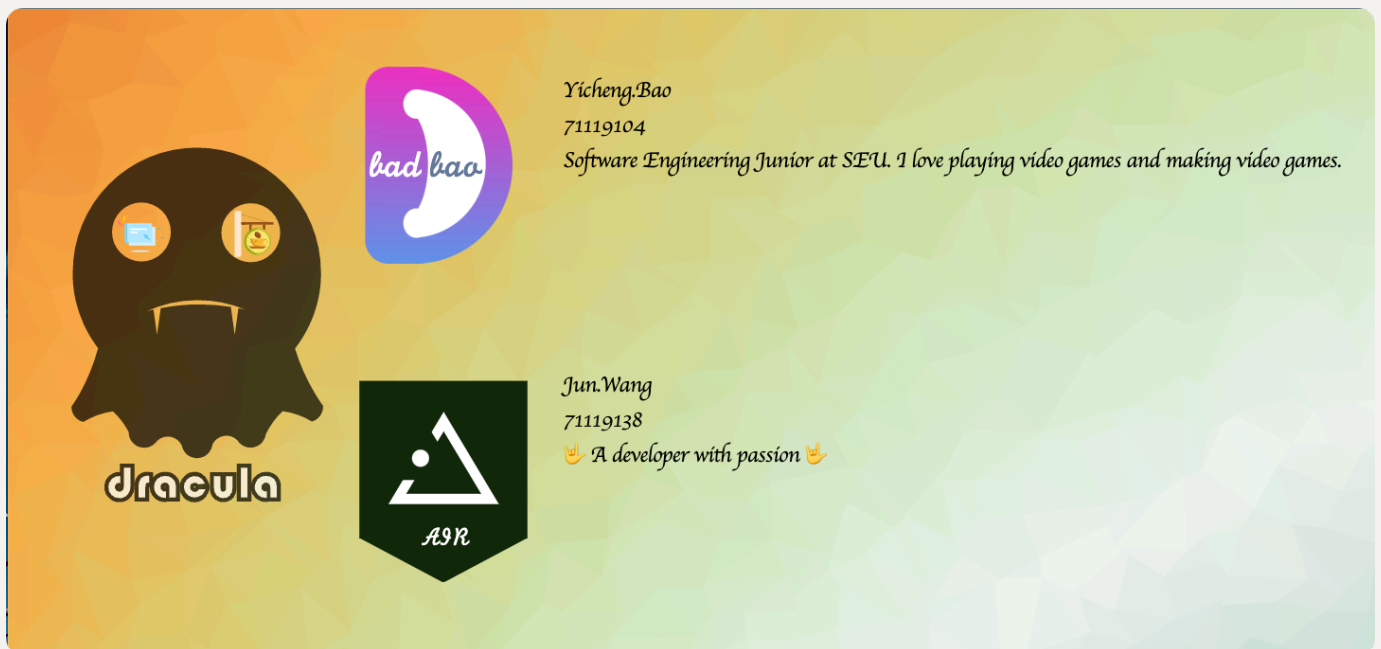 bad bao
Yicheng.Bao
71119104
Software Engineering Junior at SEU. I love playing video games and making video games.
dracula
AIR
Jun.Wang
71119138
🤟 A developer with passion 🤟